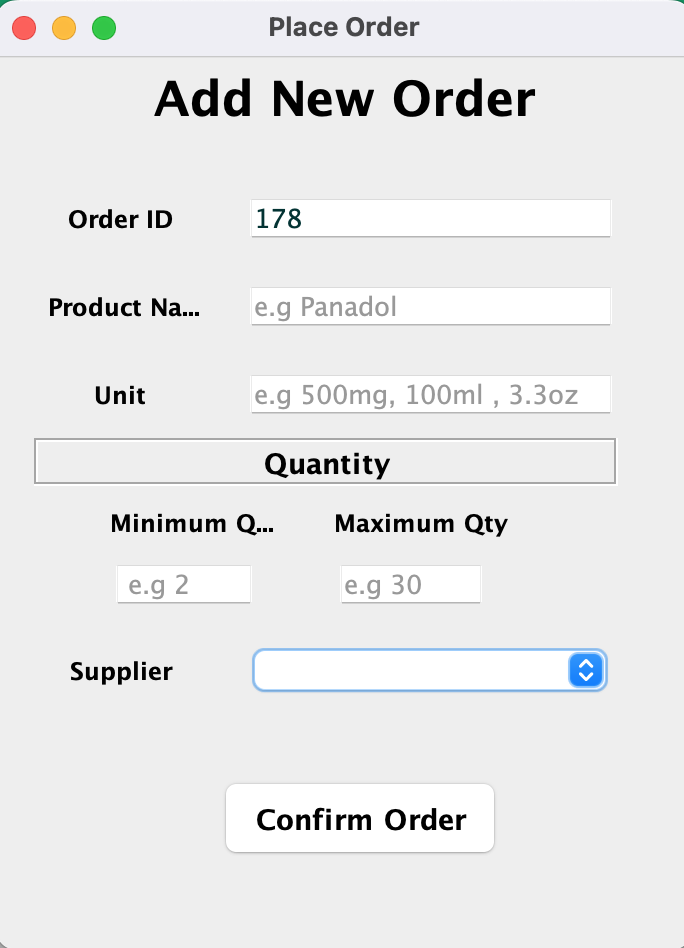 Place Order
Add New Order
Order ID
178
Product Na...
e.g Panadol
Unit
e.g 500mg, 100ml , 3.3oz
Quantity
Minimum Q... Maximum Qty
e.g 2 e.g 30
Supplier
Confirm Order